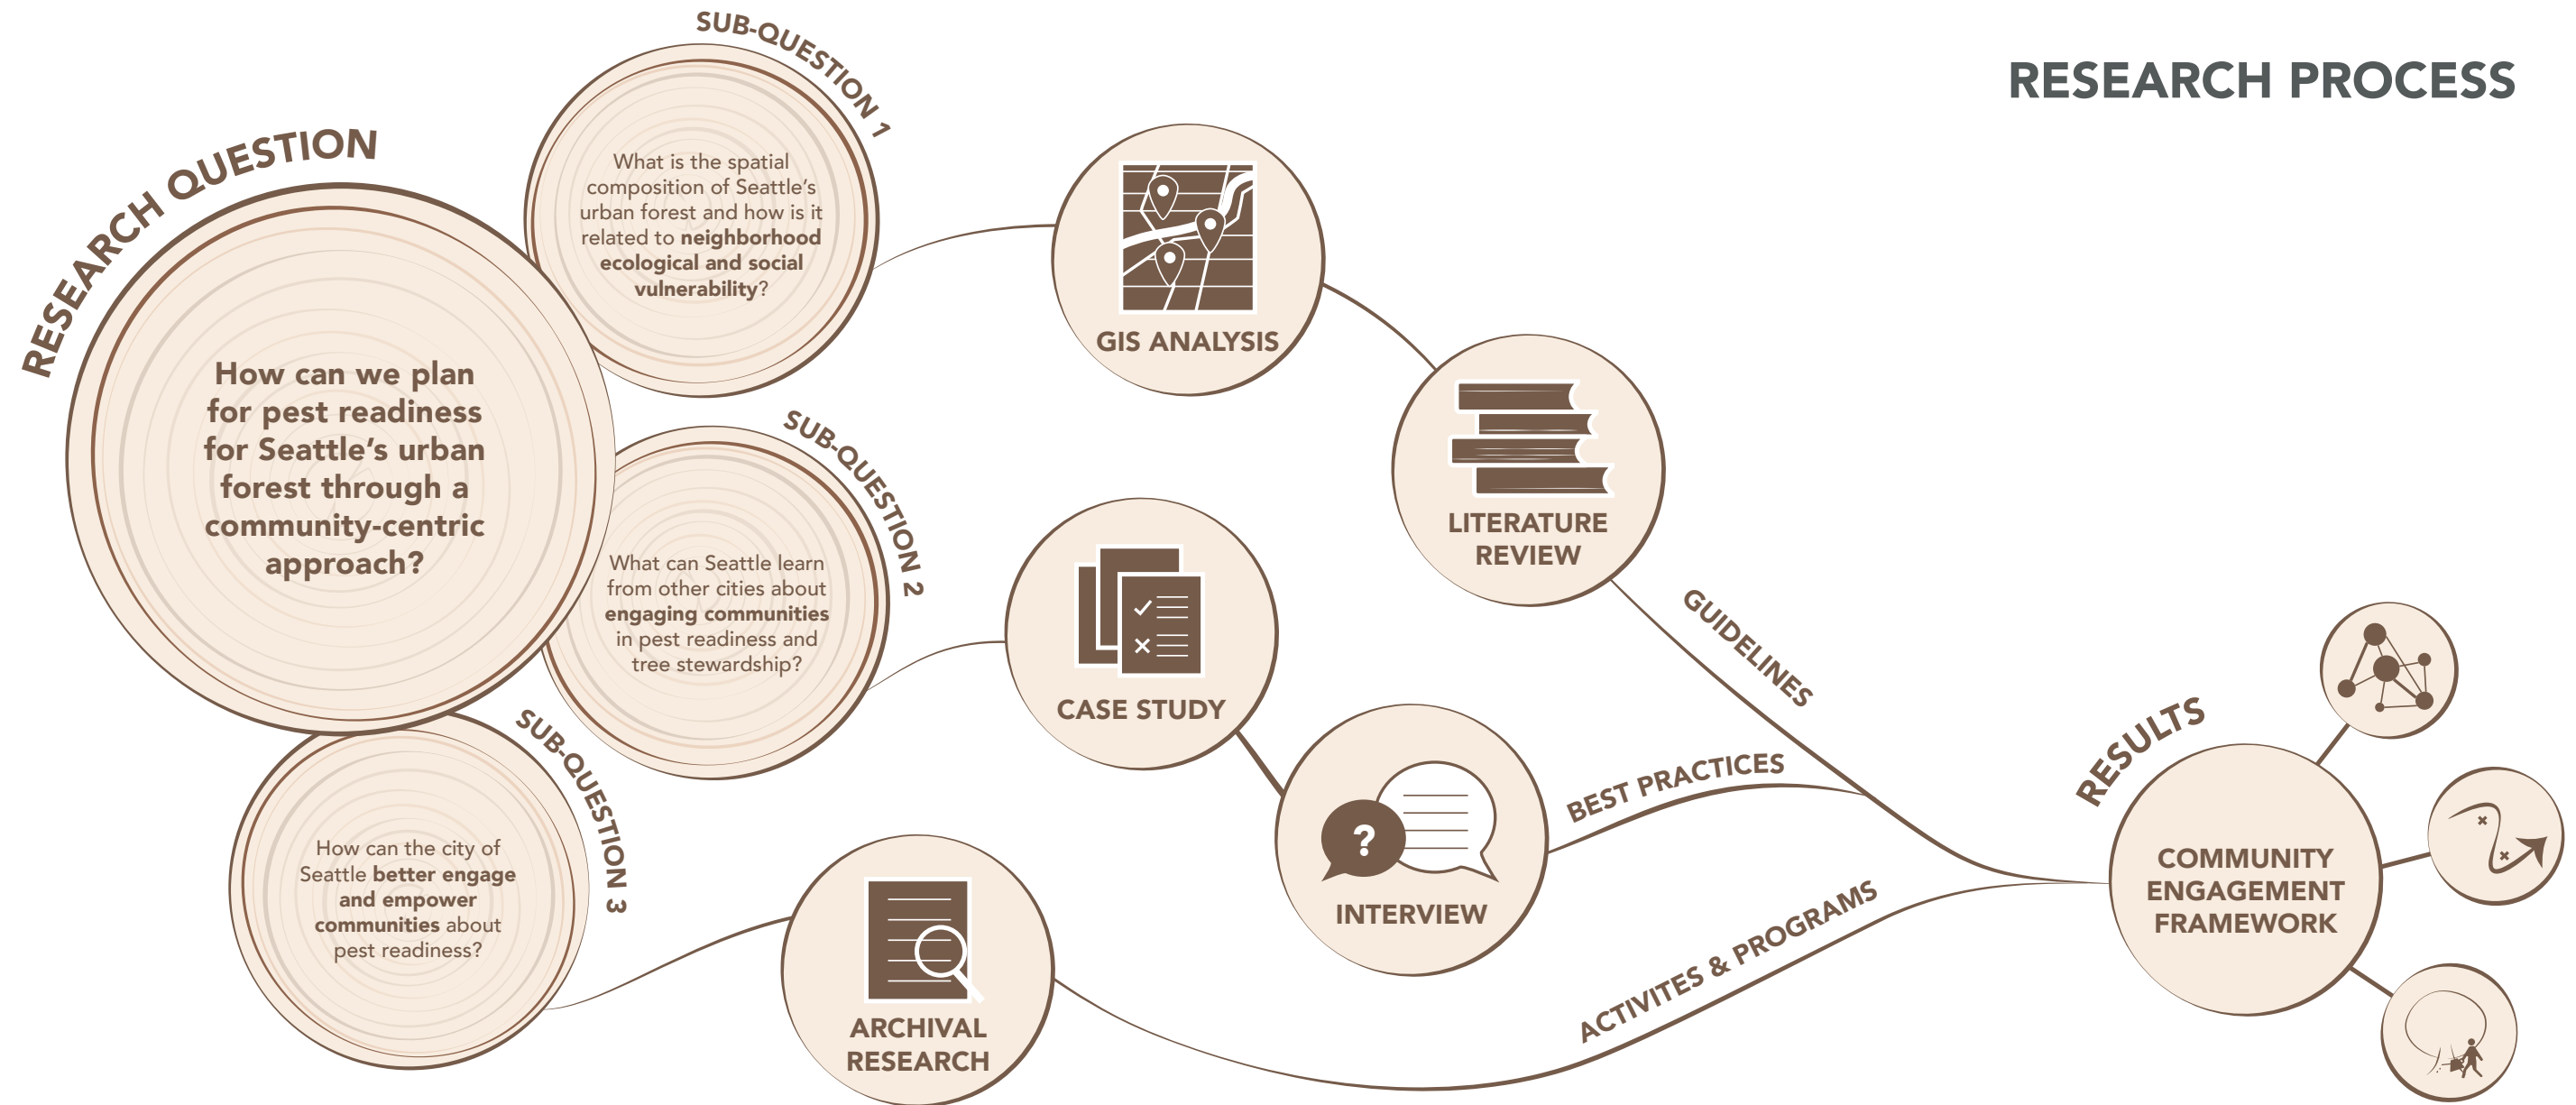 RESEARCH PROCESS
RESEARCH QUESTION
How can we plan
for pest readiness
for Seattle’s urban
forest through a
community-centric
approach?
SUB-QUESTION 1
What is the spatial
composition of Seattle’s
urban forest and how is it
related to neighborhood
ecological and social
vulnerability?
SUB-QUESTION 2
What can Seattle learn
from other cities about
engaging communities
in pest readiness and
tree stewardship?
SUB-QUESTION 3
How can the city of
Seattle better engage
and empower
communities about
pest readiness?
GIS ANALYSIS
LITERATURE
REVIEW
GUIDELINES
CASE STUDY
?
INTERVIEW
BEST PRACTICES
ARCHIVAL
RESEARCH
ACTIVITES & PROGRAMS
RESULTS
COMMUNITY
ENGAGEMENT
FRAMEWORK